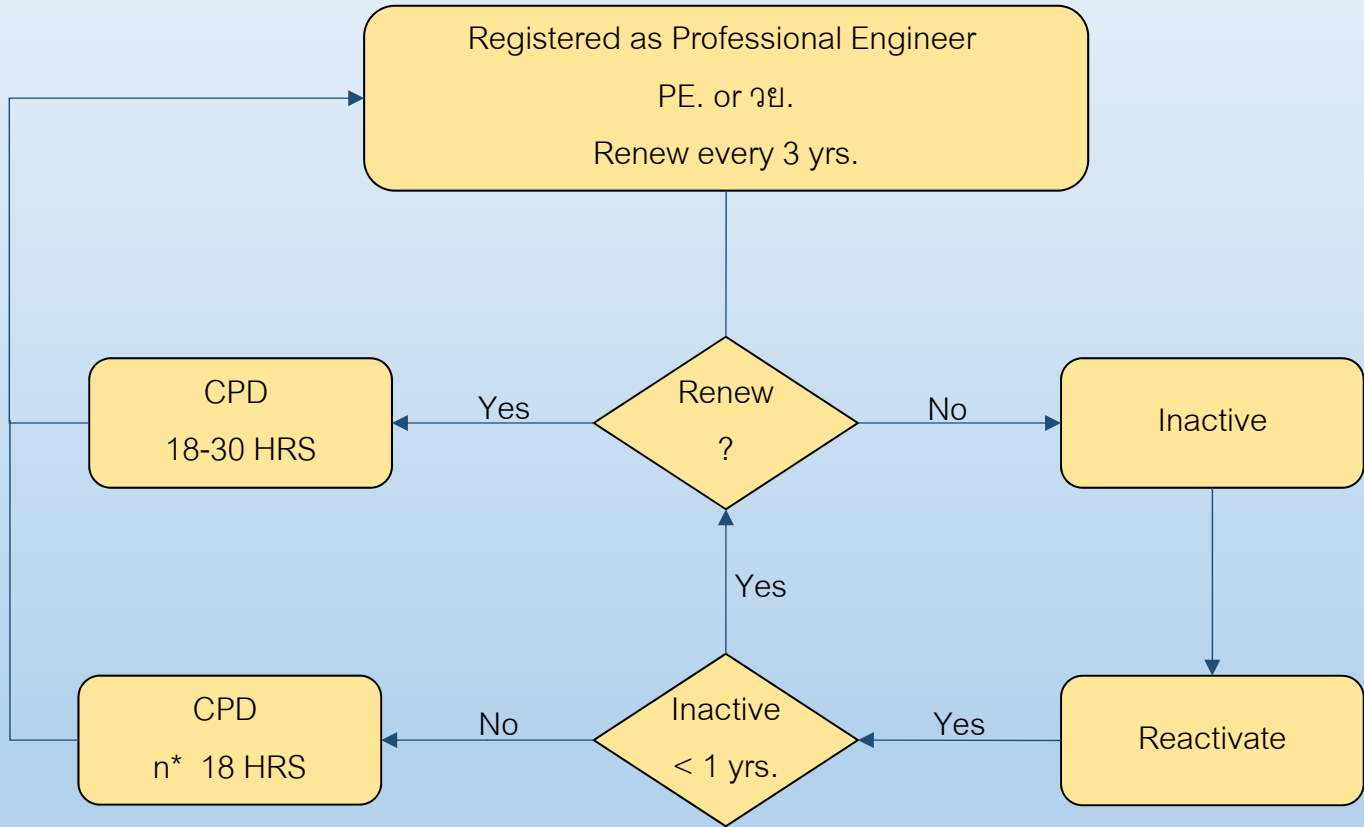 Registered as Professional Engineer
PE. or วย.
Renew every 3 yrs.
CPD
18-30 HRS
Yes
Renew
?
No
Inactive
Yes
CPD
n* 18 HRS
No
Inactive
< 1 yrs.
Yes
Reactivate